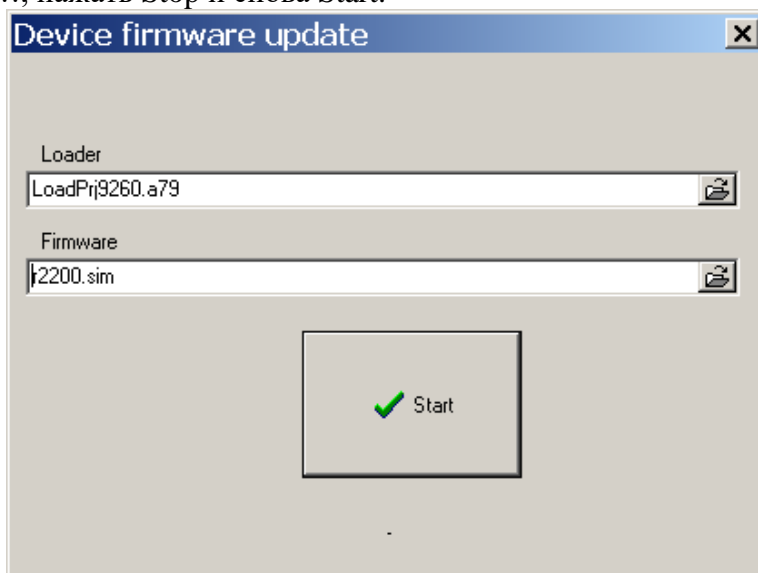 нажать Stop и снова Start.
Device firmware update
Loader
LoadPrj9260.a79
Firmware
r2200.sim
Start
-